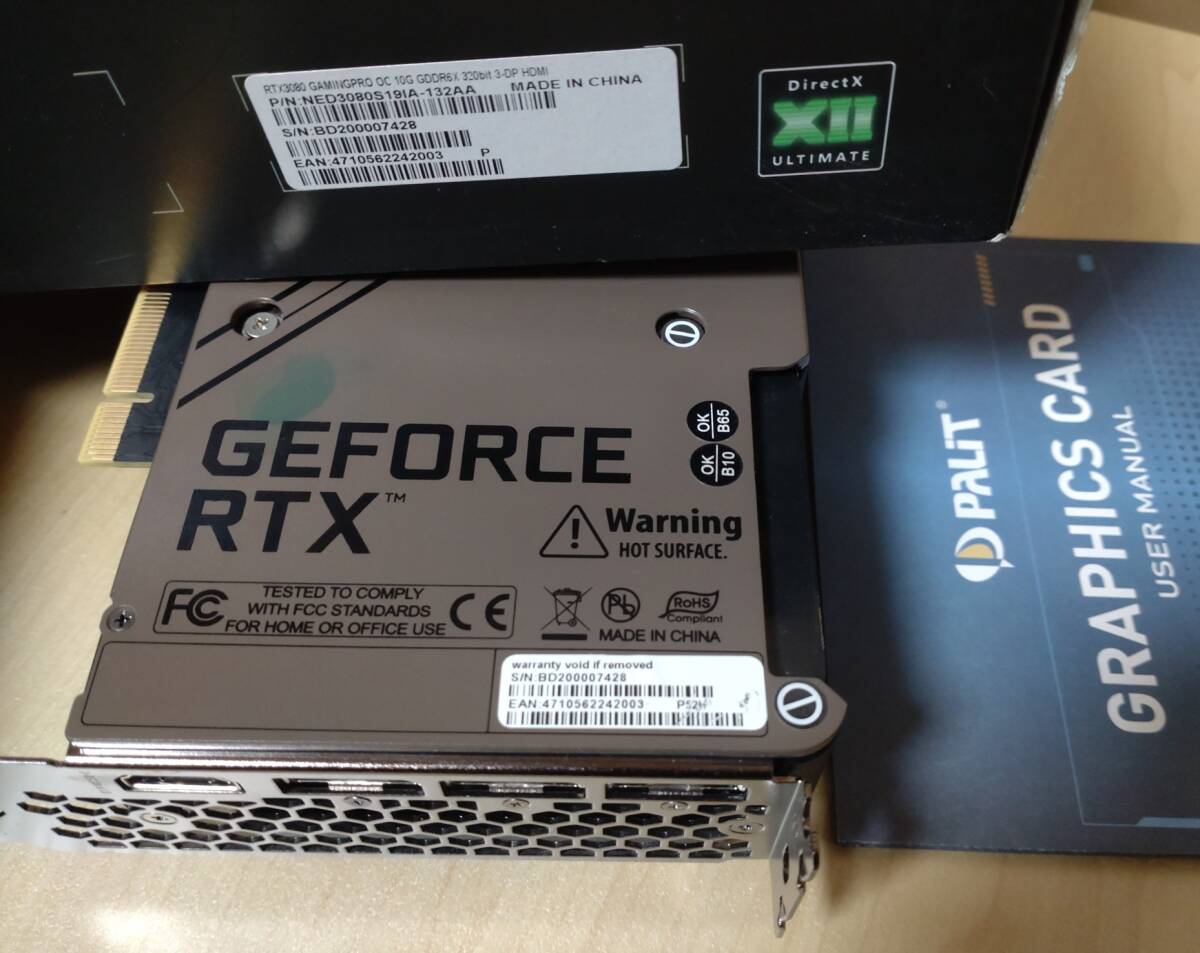 RTX3080 GAMINGPRO OC 10G GDDR6X 320bit 3-DP HDMI
P/N:NED3080S19IA-132AA MADE IN CHINA
S/N:BD200007428
EAN:4710562242003 P
DirectX
XII
ULTIMATE
GEFORCE
RTX™
OK B65
OK B10
Warning
HOT SURFACE.
FC
TESTED TO COMPLY
WITH FCC STANDARDS
FOR HOME OR OFFICE USE
CE
Pb
RoHS
Compliant
MADE IN CHINA
warranty void if removed
S/N:BD200007428
EAN:4710562242003
PALIT®
GRAPHICS CARD
USER MANUAL